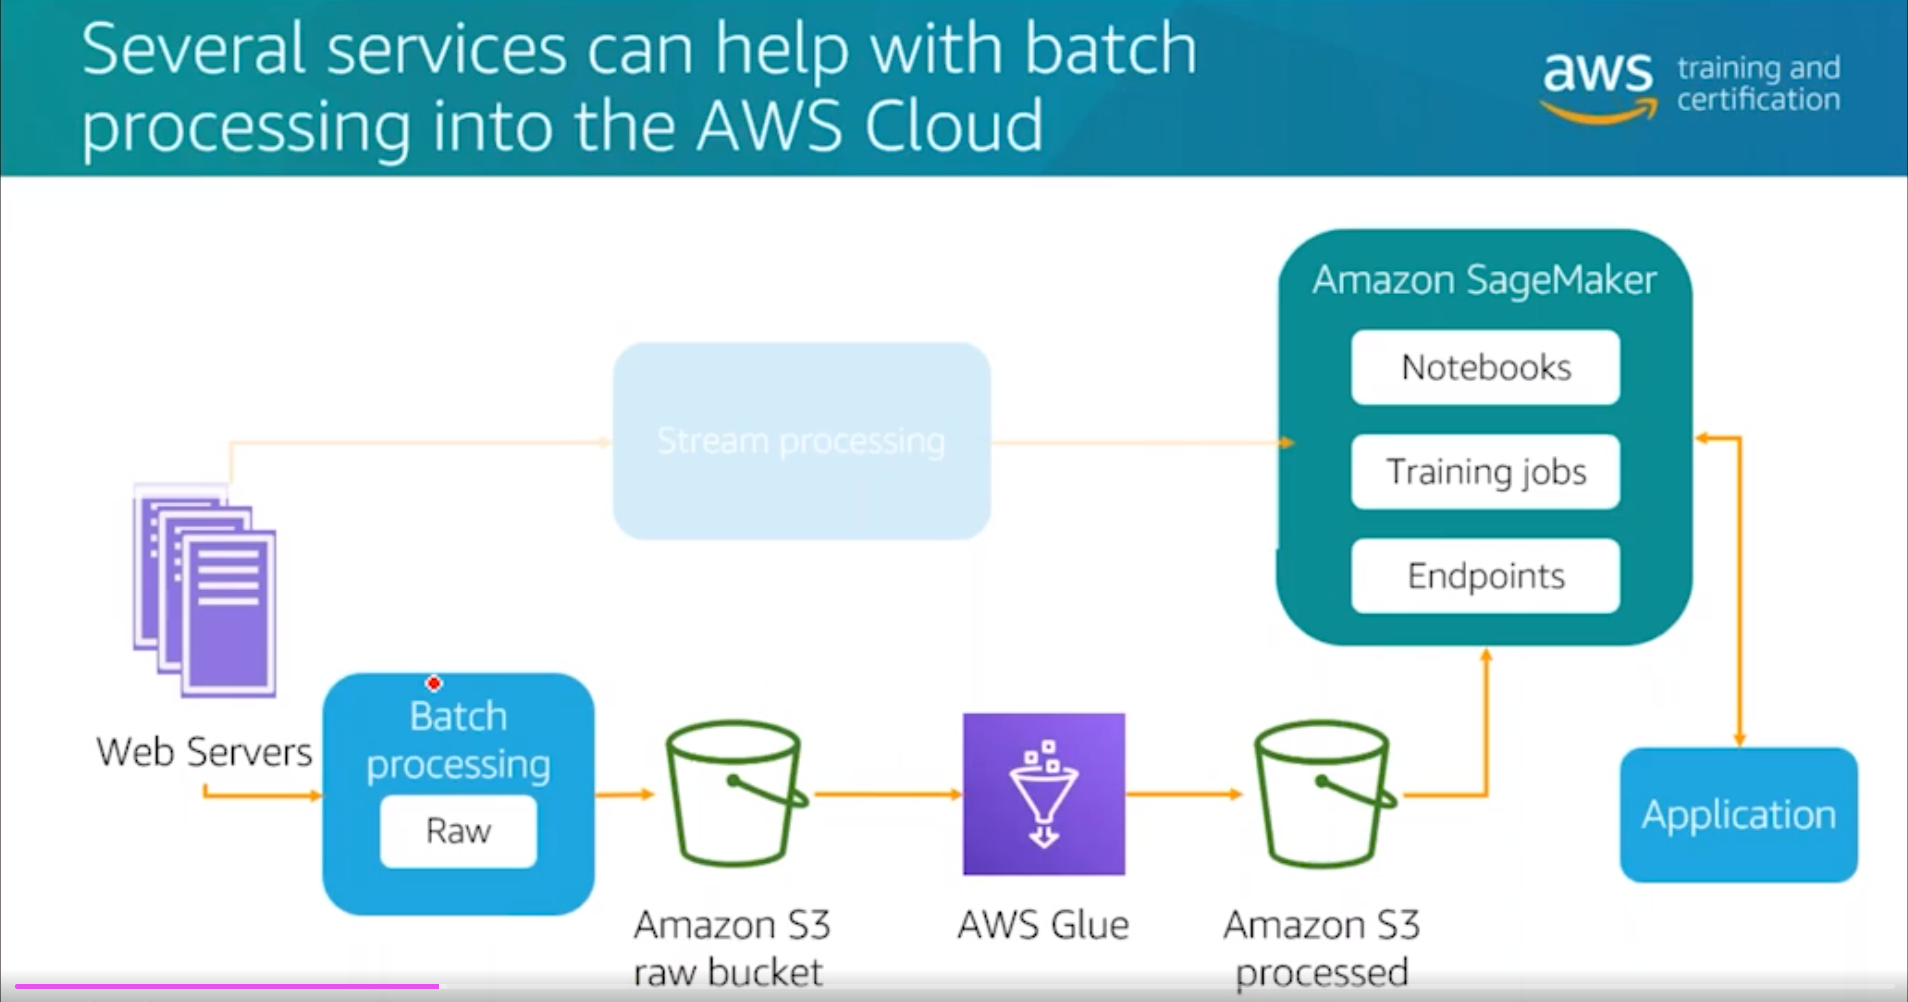 Several services can help with batch
processing into the AWS Cloud
aws
training and
certification
Amazon SageMaker
Notebooks
Training jobs
Endpoints
Stream processing
Web Servers
Batch
processing
Raw
Amazon S3
raw bucket
AWS Glue
Amazon S3
processed
Application